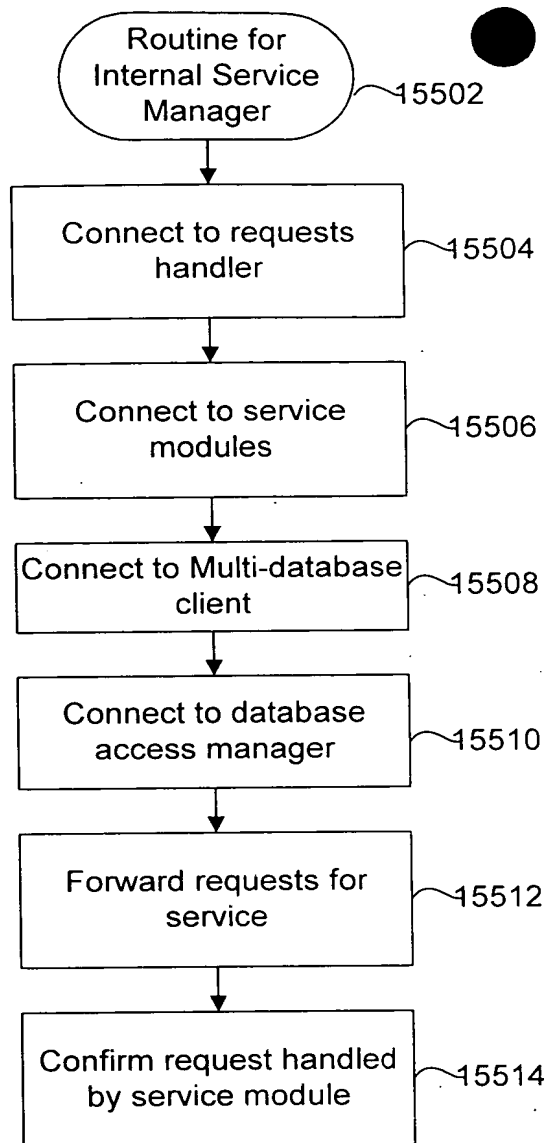 Routine for
Internal Service
Manager
15502
Connect to requests
handler
15504
Connect to service
modules
15506
Connect to Multi-database
client
15508
Connect to database
access manager
15510
Forward requests for
service
15512
Confirm request handled
by service module
15514